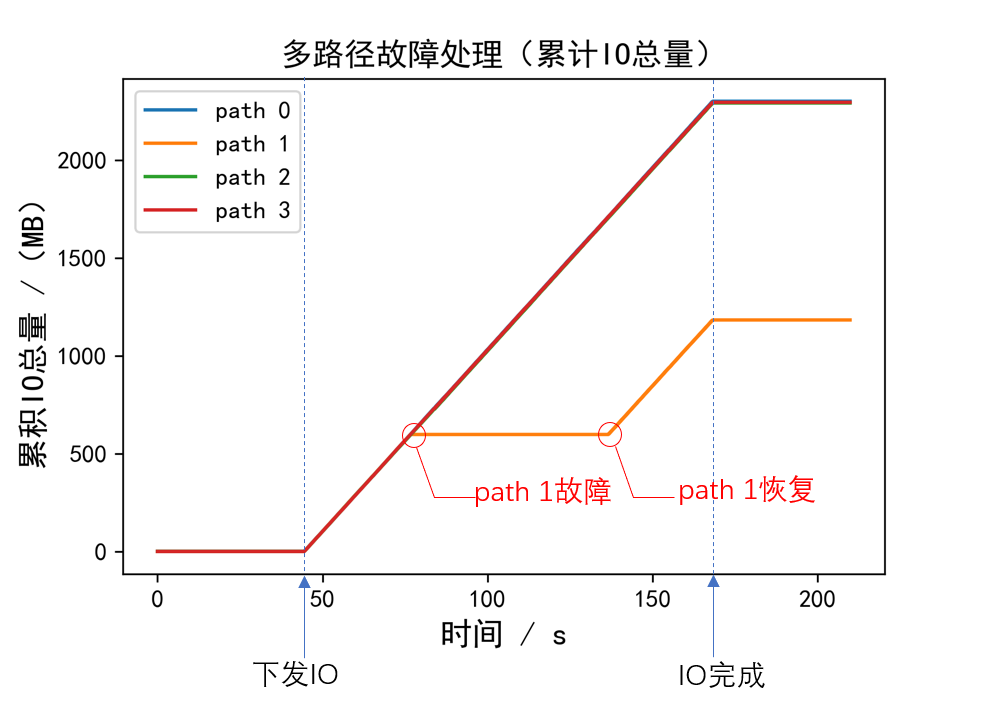 多路径故障处理（累计IO总量）
path 0
path 1
path 2
path 3
累积IO总量 / (MB)
2000
1500
1000
500
0
path 1故障
path 1恢复
0 50 100 150 200
时间 / s
下发IO
IO完成